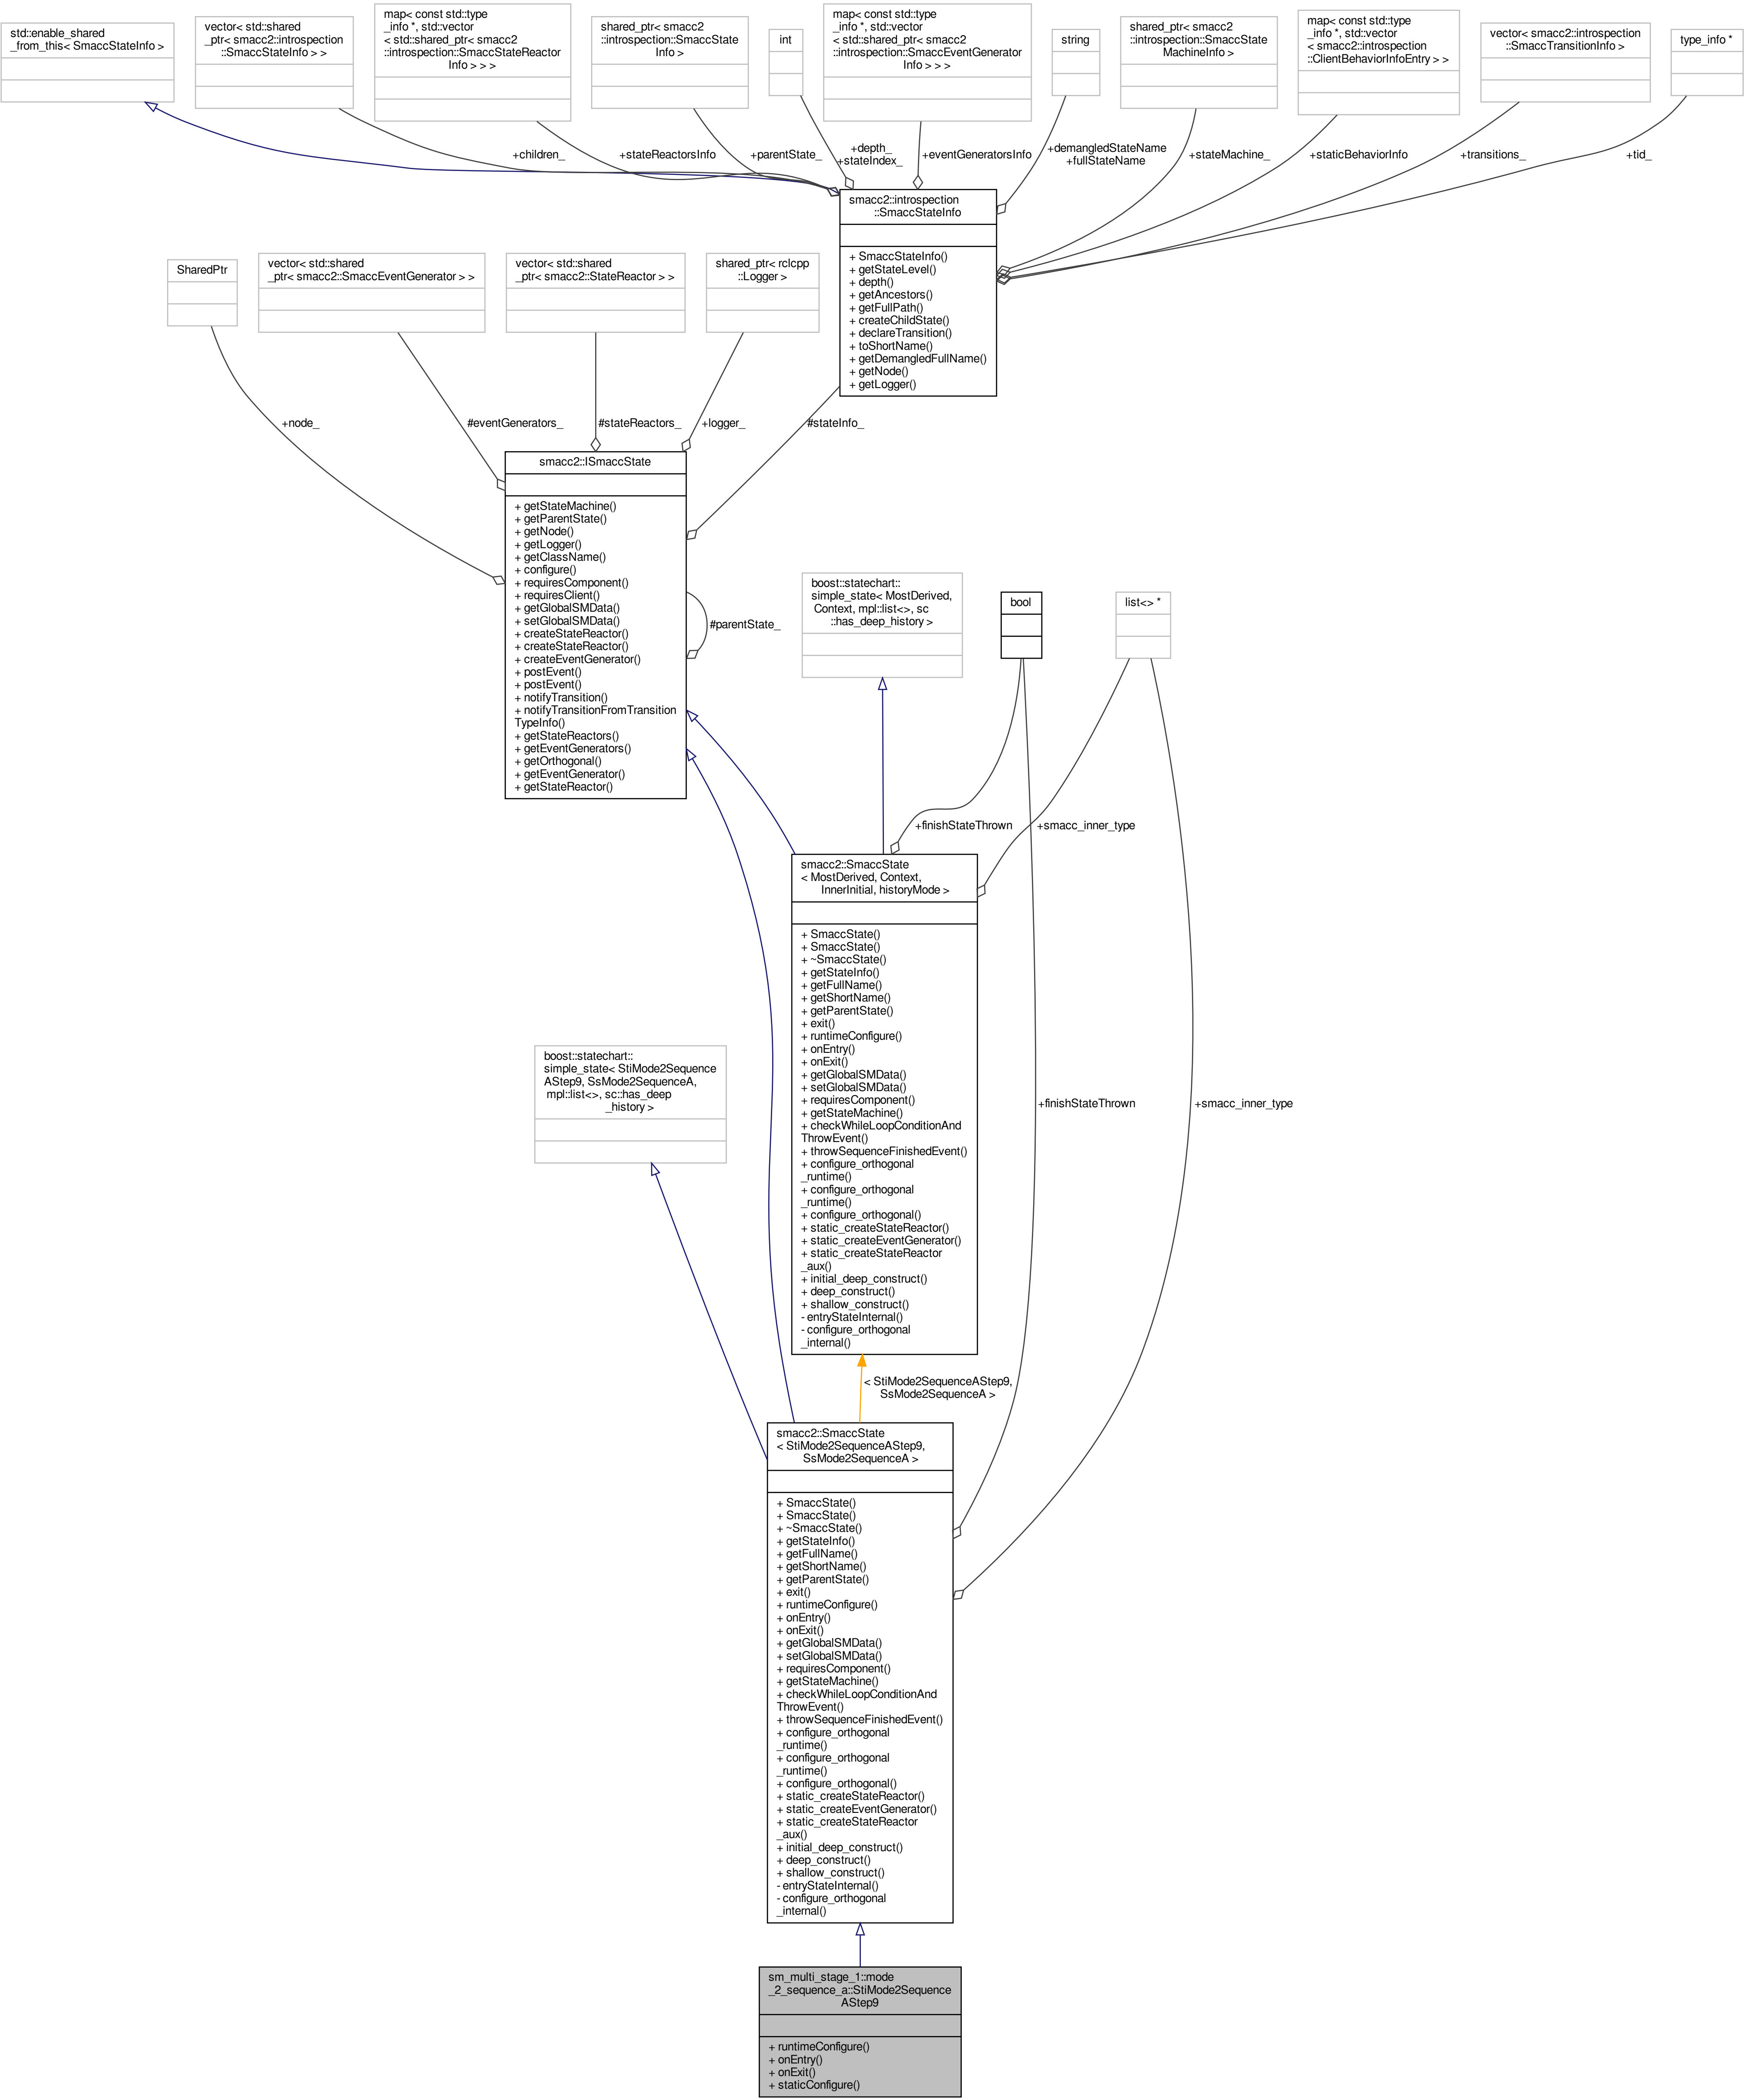 std::enable_shared
_from_this< SmaccStateInfo >
vector< std::shared
_ptr< smacc2::introspection
::SmaccStateInfo > >
map< const std::type
_info *, std::vector
< std::shared_ptr< smacc2
::introspection::SmaccStateReactor
Info > > >
shared_ptr< smacc2
::introspection::SmaccState
Info >
int
map< const std::type
_info *, std::vector
< std::shared_ptr< smacc2
::introspection::SmaccEventGenerator
Info > > >
string
shared_ptr< smacc2
::introspection::SmaccState
MachineInfo >
map< const std::type
_info *, std::vector
< smacc2::introspection
::ClientBehaviorInfoEntry > >
vector< smacc2::introspection
::SmaccTransitionInfo >
type_info *
+children_
+stateReactorsInfo
+parentState_
+depth_
+stateIndex_
+eventGeneratorsInfo
+demangledStateName
+fullStateName
+stateMachine_
+staticBehaviorInfo
+transitions_
+tid_
smacc2::introspection
::SmaccStateInfo
+ SmaccStateInfo()
+ getStateLevel()
+ depth()
+ getAncestors()
+ getFullPath()
+ createChildState()
+ declareTransition()
+ toShortName()
+ getDemangledFullName()
+ getNode()
+ getLogger()
SharedPtr
vector< std::shared
_ptr< smacc2::SmaccEventGenerator > >
vector< std::shared
_ptr< smacc2::StateReactor > >
shared_ptr< rclcpp
::Logger >
+node_
#eventGenerators_
#stateReactors_
+logger_
#stateInfo_
smacc2::ISmaccState
+ getStateMachine()
+ getParentState()
+ getNode()
+ getLogger()
+ getClassName()
+ configure()
+ requiresComponent()
+ requiresClient()
+ getGlobalSMData()
+ setGlobalSMData()
+ createStateReactor()
+ createStateReactor()
+ createEventGenerator()
+ postEvent()
+ postEvent()
+ notifyTransition()
+ notifyTransitionFromTransition
TypeInfo()
+ getStateReactors()
+ getEventGenerators()
+ getOrthogonal()
+ getEventGenerator()
+ getStateReactor()
#parentState_
boost::statechart::
simple_state< MostDerived,
Context, mpl::list<>, sc
::has_deep_history >
bool
list<> *
+finishStateThrown
+smacc_inner_type
smacc2::SmaccState
< MostDerived, Context,
InnerInitial, historyMode >
+ SmaccState()
+ SmaccState()
+ ~SmaccState()
+ getStateInfo()
+ getFullName()
+ getShortName()
+ getParentState()
+ exit()
+ runtimeConfigure()
+ onEntry()
+ onExit()
+ getGlobalSMData()
+ setGlobalSMData()
+ requiresComponent()
+ getStateMachine()
+ checkWhileLoopConditionAnd
ThrowEvent()
+ throwSequenceFinishedEvent()
+ configure_orthogonal
_runtime()
+ configure_orthogonal
_runtime()
+ configure_orthogonal()
+ static_createStateReactor()
+ static_createEventGenerator()
+ static_createStateReactor
_aux()
+ initial_deep_construct()
+ deep_construct()
+ shallow_construct()
- entryStateInternal()
- configure_orthogonal
_internal()
boost::statechart::
simple_state< StiMode2Sequence
AStep9, SsMode2SequenceA,
mpl::list<>, sc::has_deep
_history >
+finishStateThrown
+smacc_inner_type
< StiMode2SequenceAStep9,
SsMode2SequenceA >
smacc2::SmaccState
< StiMode2SequenceAStep9,
SsMode2SequenceA >
+ SmaccState()
+ SmaccState()
+ ~SmaccState()
+ getStateInfo()
+ getFullName()
+ getShortName()
+ getParentState()
+ exit()
+ runtimeConfigure()
+ onEntry()
+ onExit()
+ getGlobalSMData()
+ setGlobalSMData()
+ requiresComponent()
+ getStateMachine()
+ checkWhileLoopConditionAnd
ThrowEvent()
+ throwSequenceFinishedEvent()
+ configure_orthogonal
_runtime()
+ configure_orthogonal
_runtime()
+ configure_orthogonal()
+ static_createStateReactor()
+ static_createEventGenerator()
+ static_createStateReactor
_aux()
+ initial_deep_construct()
+ deep_construct()
+ shallow_construct()
- entryStateInternal()
- configure_orthogonal
_internal()
sm_multi_stage_1::mode
_2_sequence_a::StiMode2Sequence
AStep9
+ runtimeConfigure()
+ onEntry()
+ onExit()
+ staticConfigure()